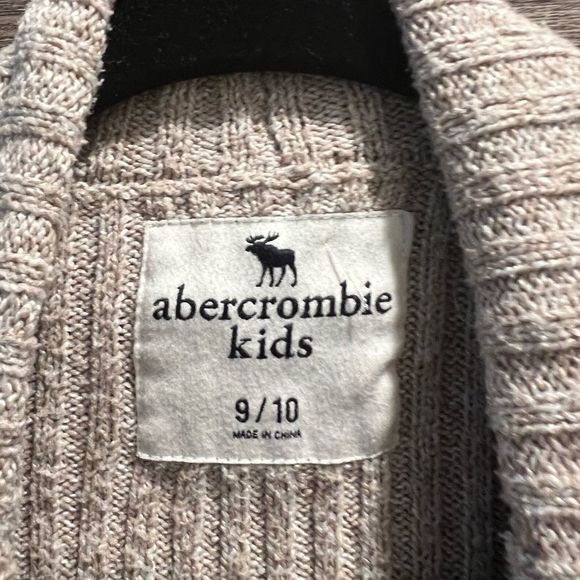 abercrombie
kids
9/10
MADE IN CHINA